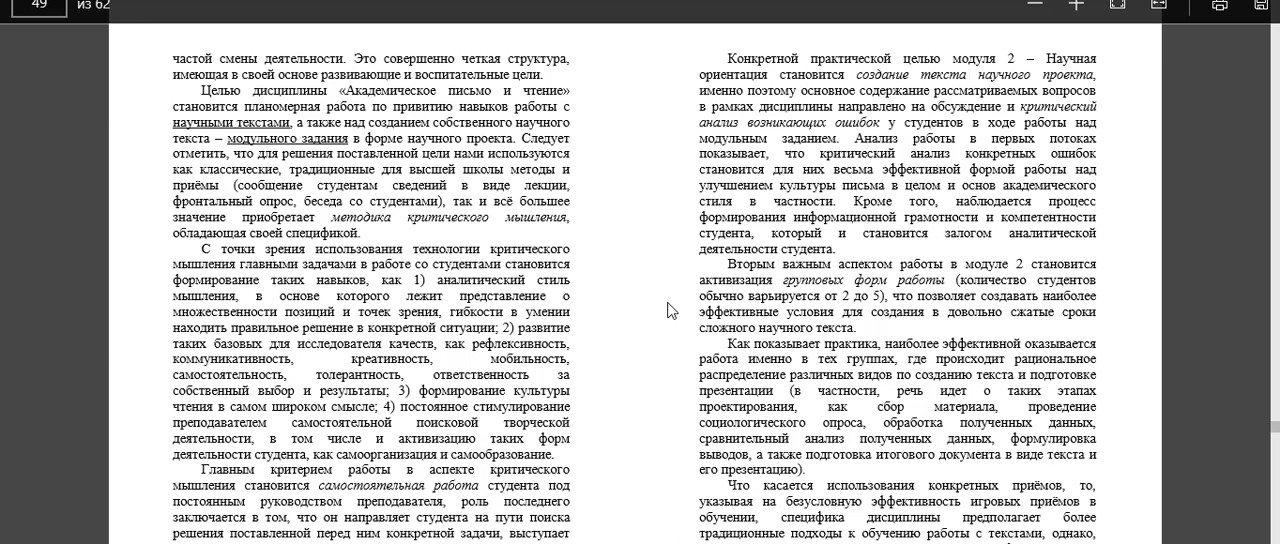 49 из 62
частой смены деятельности. Это совершенно четкая структура,
имеющая в своей основе развивающие и воспитательные цели.
Целью дисциплины «Академическое письмо и чтение»
становится планомерная работа по привитию навыков работы с
научными текстами, а также над созданием собственного научного
текста – модульного задания в форме научного проекта. Следует
отметить, что для решения поставленной цели нами используются
как классические, традиционные для высшей школы методы и
приёмы (сообщение студентам сведений в виде лекции,
фронтальный опрос, беседа со студентами), так и всё большее
значение приобретает методика критического мышления,
обладающая своей спецификой.
С точки зрения использования технологии критического
мышления главными задачами в работе со студентами становится
формирование таких навыков, как 1) аналитический стиль
мышления, в основе которого лежит представление о
множественности позиций и точек зрения, гибкости в умении
находить правильное решение в конкретной ситуации; 2) развитие
таких базовых для исследователя качеств, как рефлексивность,
коммуникативность, креативность, мобильность,
самостоятельность, толерантность, ответственность за
собственный выбор и результаты; 3) формирование культуры
чтения в самом широком смысле; 4) постоянное стимулирование
преподавателем самостоятельной поисковой творческой
деятельности, в том числе и активизацию таких форм
деятельности студента, как самоорганизация и самообразование.
Главным критерием работы в аспекте критического
мышления становится самостоятельная работа студента под
постоянным руководством преподавателя, роль последнего
заключается в том, что он направляет студента на пути поиска
решения поставленной перед ним конкретной задачи, выступает
Конкретной практической целью модуля 2 – Научная
ориентация становится создание текста научного проекта,
именно поэтому основное содержание рассматриваемых вопросов
в рамках дисциплины направлено на обсуждение и критический
анализ возникающих ошибок у студентов в ходе работы над
модульным заданием. Анализ работы в первых потоках
показывает, что критический анализ конкретных ошибок
становится для них весьма эффективной формой работы над
улучшением культуры письма в целом и основ академического
стиля в частности. Кроме того, наблюдается процесс
формирования информационной грамотности и компетентности
студента, который и становится залогом аналитической
деятельности студента.
Вторым важным аспектом работы в модуле 2 становится
активизация групповых форм работы (количество студентов
обычно варьируется от 2 до 5), что позволяет создавать наиболее
эффективные условия для создания в довольно сжатые сроки
сложного научного текста.
Как показывает практика, наиболее эффективной оказывается
работа именно в тех группах, где происходит рациональное
распределение различных видов по созданию текста и подготовке
презентации (в частности, речь идет о таких этапах
проектирования, как сбор материала, проведение
социологического опроса, обработка полученных данных,
сравнительный анализ полученных данных, формулировка
выводов, а также подготовка итогового документа в виде текста и
его презентацию).
Что касается использования конкретных приёмов, то,
указывая на безусловную эффективность игровых приёмов в
обучении, специфика дисциплины предполагает более
традиционные подходы к обучению работы с текстами, однако,